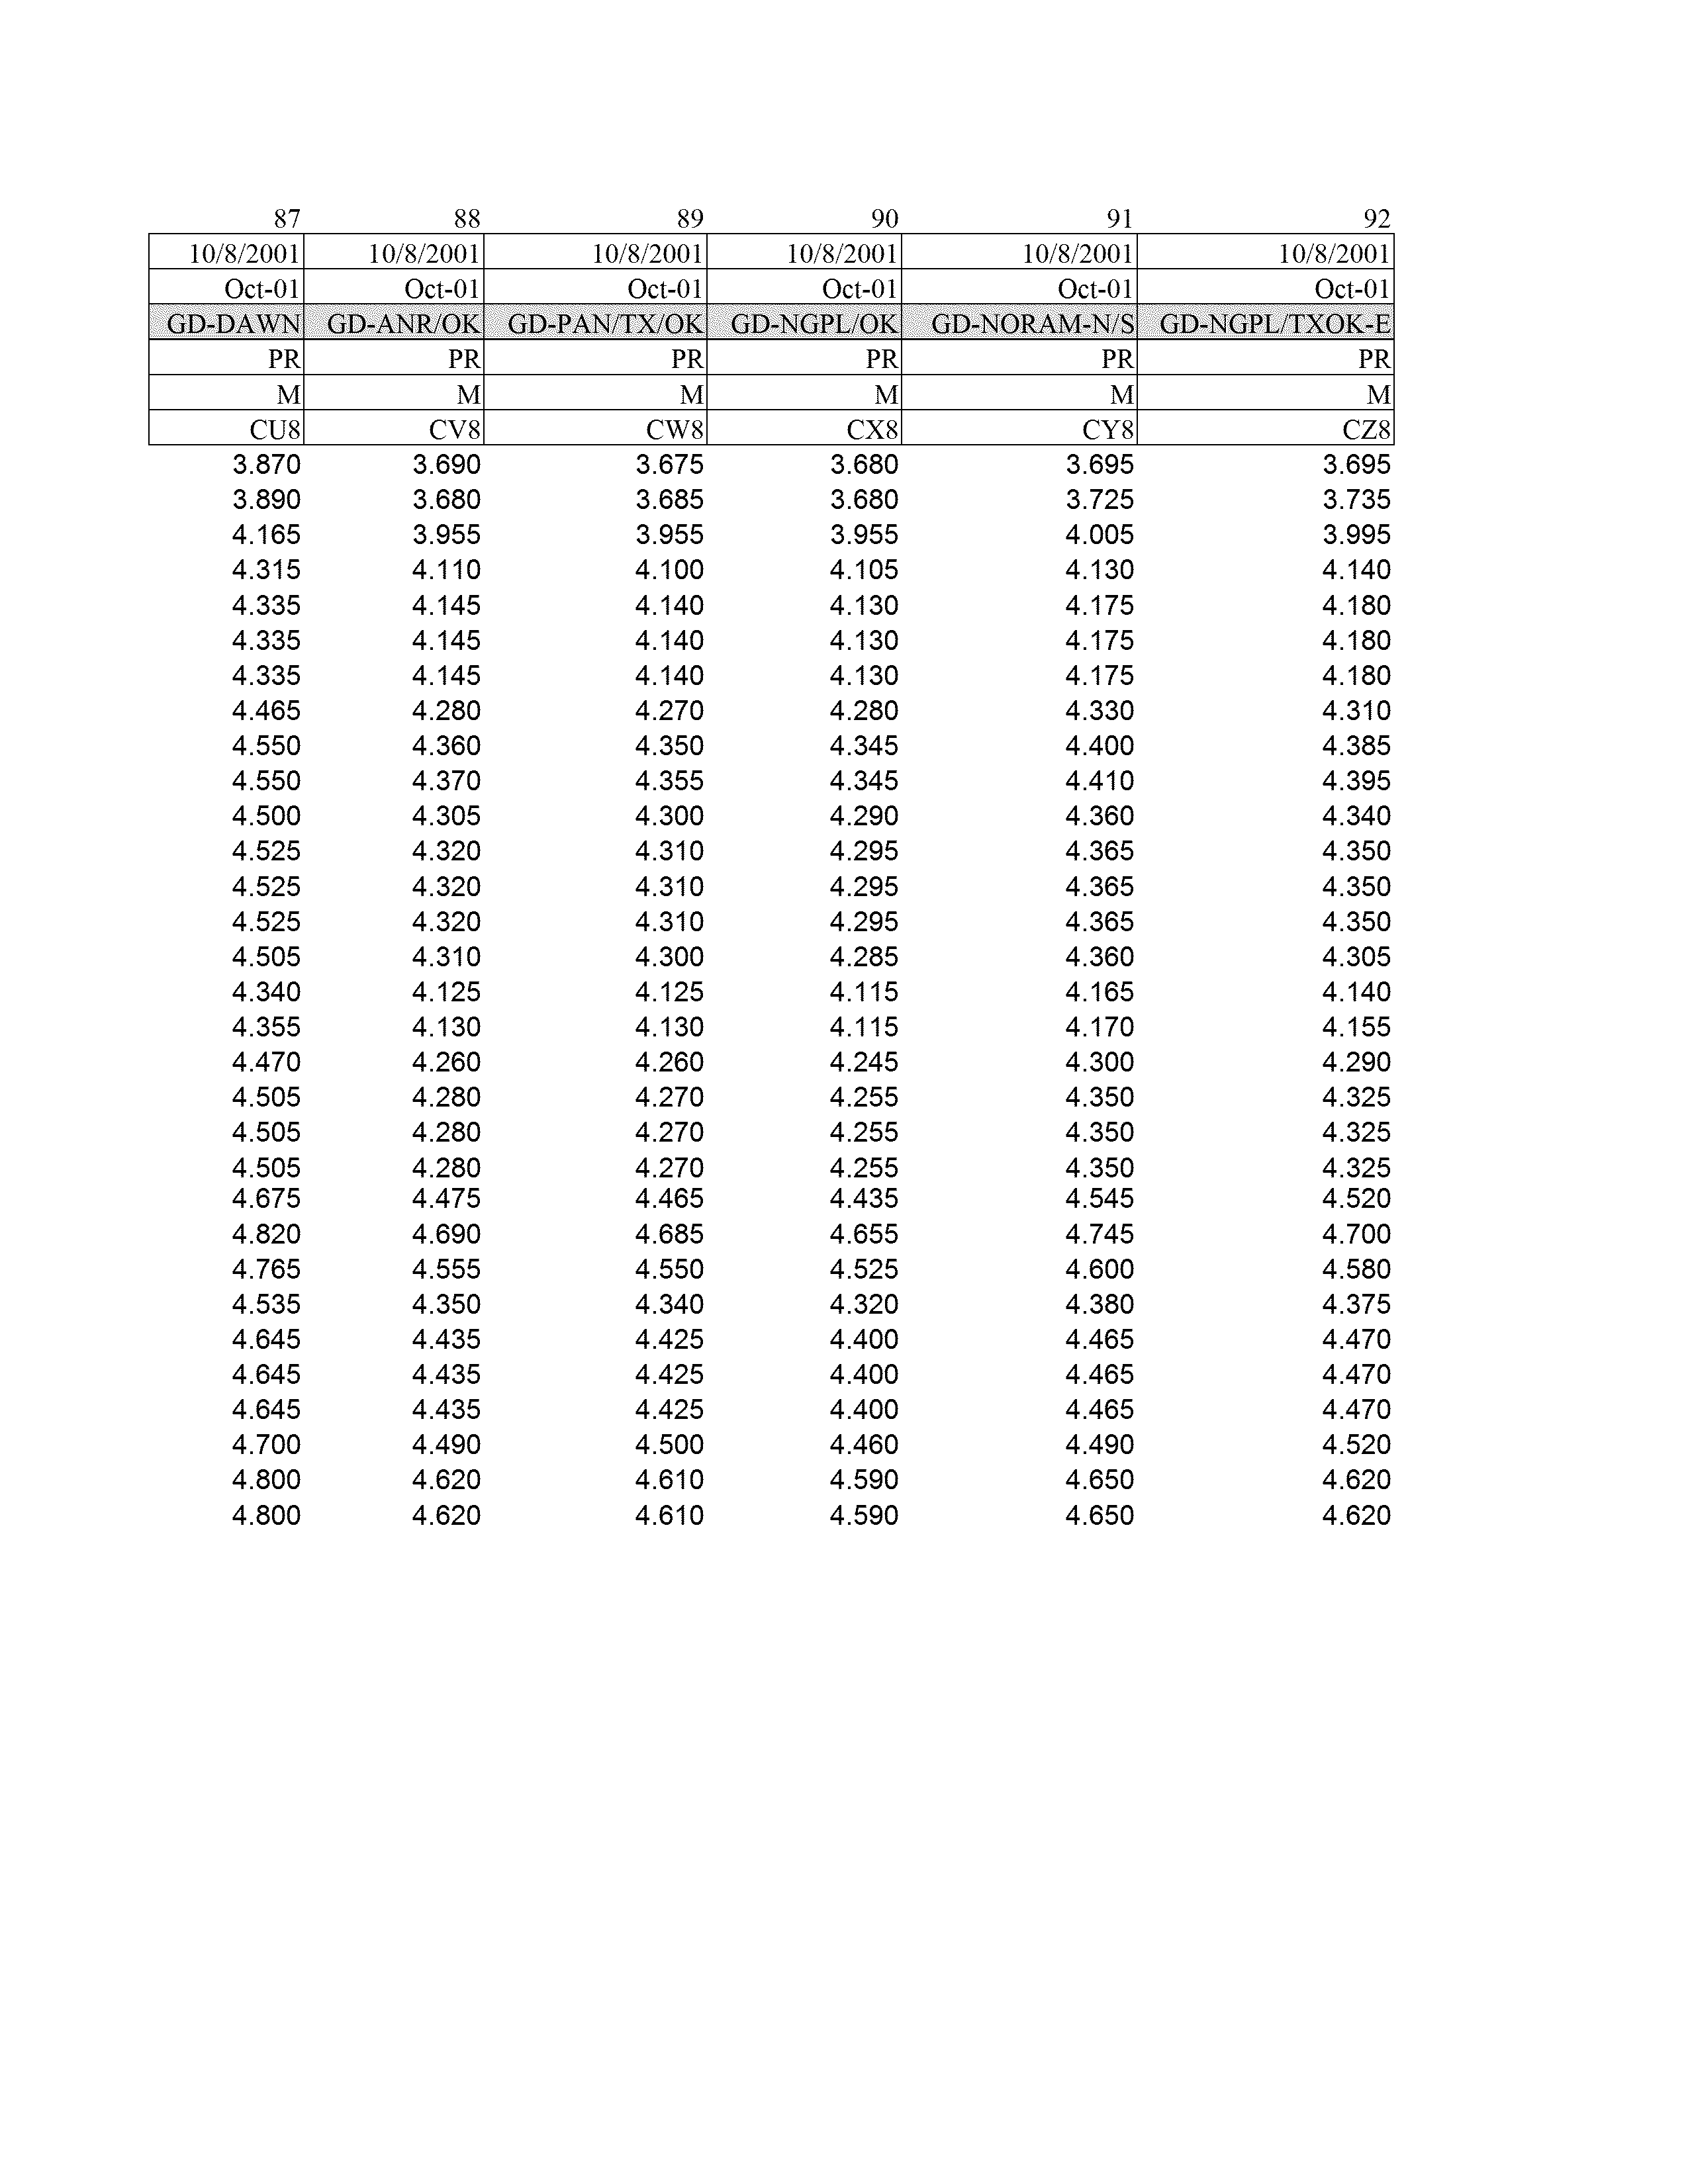 87 88 89 90 91 92
10/8/2001 10/8/2001 10/8/2001 10/8/2001 10/8/2001 10/8/2001
Oct-01 Oct-01 Oct-01 Oct-01 Oct-01 Oct-01
GD-DAWN GD-ANR/OK GD-PAN/TX/OK GD-NGPL/OK GD-NORAM-N/S GD-NGPL/TXOK-E
PR PR PR PR PR PR
M M M M M M
CU8 CV8 CW8 CX8 CY8 CZ8
3.870 3.690 3.675 3.680 3.695 3.695
3.890 3.680 3.685 3.680 3.725 3.735
4.165 3.955 3.955 3.955 4.005 3.995
4.315 4.110 4.100 4.105 4.130 4.140
4.335 4.145 4.140 4.130 4.175 4.180
4.335 4.145 4.140 4.130 4.175 4.180
4.335 4.145 4.140 4.130 4.175 4.180
4.465 4.280 4.270 4.280 4.330 4.310
4.550 4.360 4.350 4.345 4.400 4.385
4.550 4.370 4.355 4.345 4.410 4.395
4.500 4.305 4.300 4.290 4.360 4.340
4.525 4.320 4.310 4.295 4.365 4.350
4.525 4.320 4.310 4.295 4.365 4.350
4.525 4.320 4.310 4.295 4.365 4.350
4.505 4.310 4.300 4.285 4.360 4.305
4.340 4.125 4.125 4.115 4.165 4.140
4.355 4.130 4.130 4.115 4.170 4.155
4.470 4.260 4.260 4.245 4.300 4.290
4.505 4.280 4.270 4.255 4.350 4.325
4.505 4.280 4.270 4.255 4.350 4.325
4.505 4.280 4.270 4.255 4.350 4.325
4.675 4.475 4.465 4.435 4.545 4.520
4.820 4.690 4.685 4.655 4.745 4.700
4.765 4.555 4.550 4.525 4.600 4.580
4.535 4.350 4.340 4.320 4.380 4.375
4.645 4.435 4.425 4.400 4.465 4.470
4.645 4.435 4.425 4.400 4.465 4.470
4.645 4.435 4.425 4.400 4.465 4.470
4.700 4.490 4.500 4.460 4.490 4.520
4.800 4.620 4.610 4.590 4.650 4.620
4.800 4.620 4.610 4.590 4.650 4.620